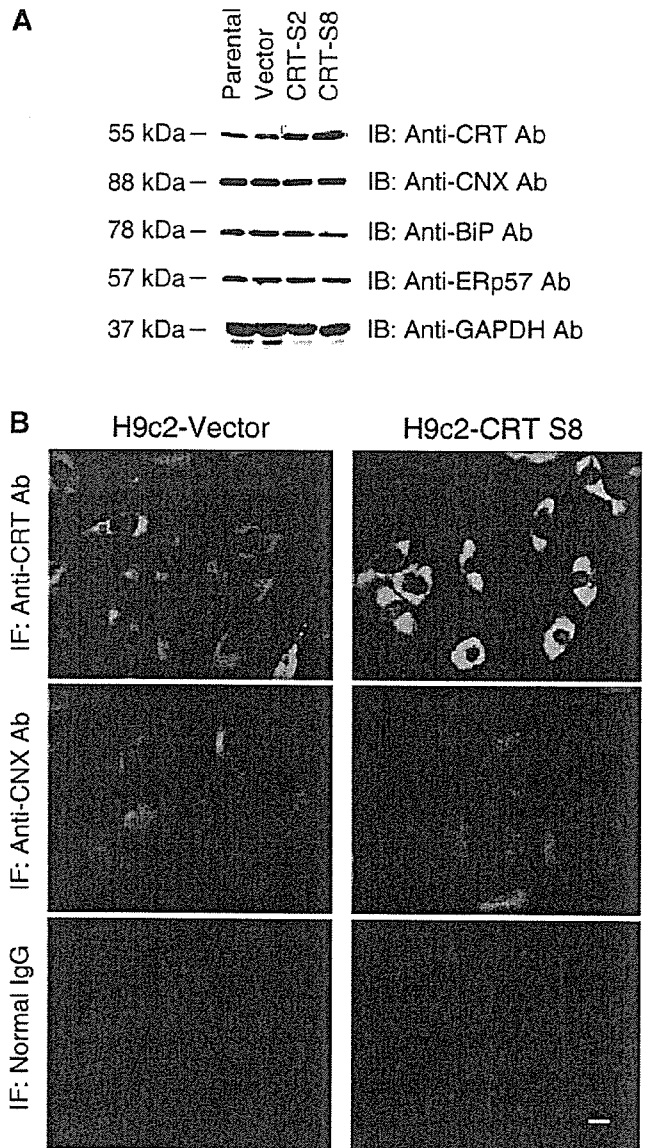 A
Parental
Vector
CRT-S2
CRT-S8
55 kDa IB: Anti-CRT Ab
88 kDa IB: Anti-CNX Ab
78 kDa IB: Anti-BiP Ab
57 kDa IB: Anti-ERp57 Ab
37 kDa IB: Anti-GAPDH Ab
B
H9c2-Vector H9c2-CRT S8
IF: Anti-CRT Ab
IF: Anti-CNX Ab
IF: Normal IgG